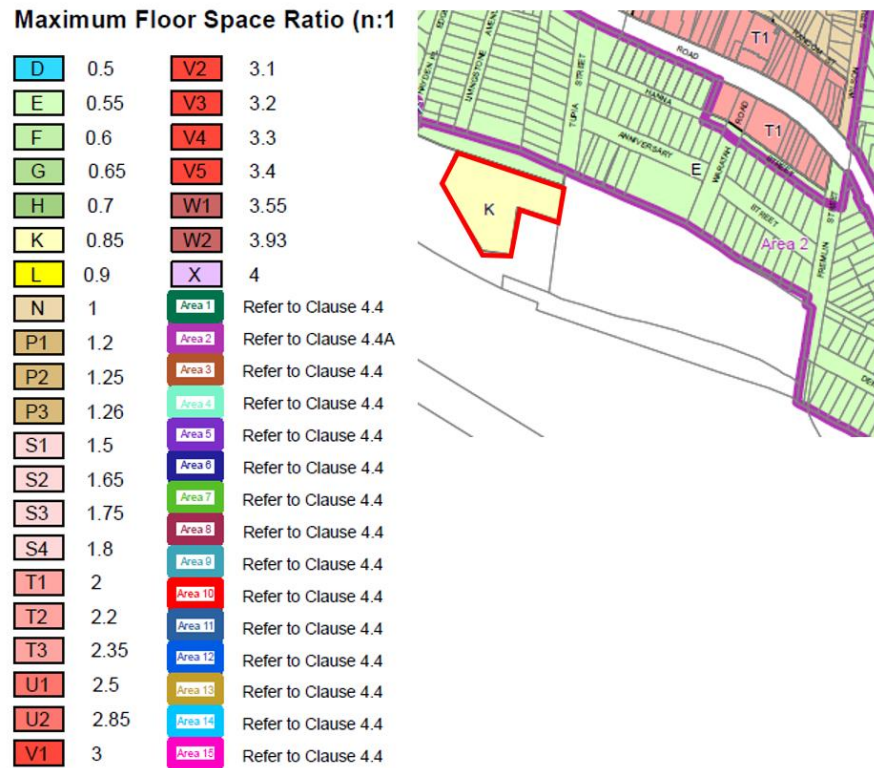 Maximum Floor Space Ratio (n:1
D 0.5
E 0.55
F 0.6
G 0.65
H 0.7
K 0.85
L 0.9
N 1
P1 1.2
P2 1.25
P3 1.26
S1 1.5
S2 1.65
S3 1.75
S4 1.8
T1 2
T2 2.2
T3 2.35
U1 2.5
U2 2.85
V1 3
V2 3.1
V3 3.2
V4 3.3
V5 3.4
W1 3.55
W2 3.93
X 4
Area 1 Refer to Clause 4.4
Area 2 Refer to Clause 4.4A
Area 3 Refer to Clause 4.4
Area 4 Refer to Clause 4.4
Area 5 Refer to Clause 4.4
Area 6 Refer to Clause 4.4
Area 7 Refer to Clause 4.4
Area 8 Refer to Clause 4.4
Area 9 Refer to Clause 4.4
Area 10 Refer to Clause 4.4
Area 11 Refer to Clause 4.4
Area 12 Refer to Clause 4.4
Area 13 Refer to Clause 4.4
Area 14 Refer to Clause 4.4
Area 15 Refer to Clause 4.4
LIVINGSTONE
TUPIA STREET
ROAD
T1
HANNA
ROAD
T1
STREET
ANNIVERSARY
STREET
E
WARATAH
K
Area 2
FREMLIN STREET